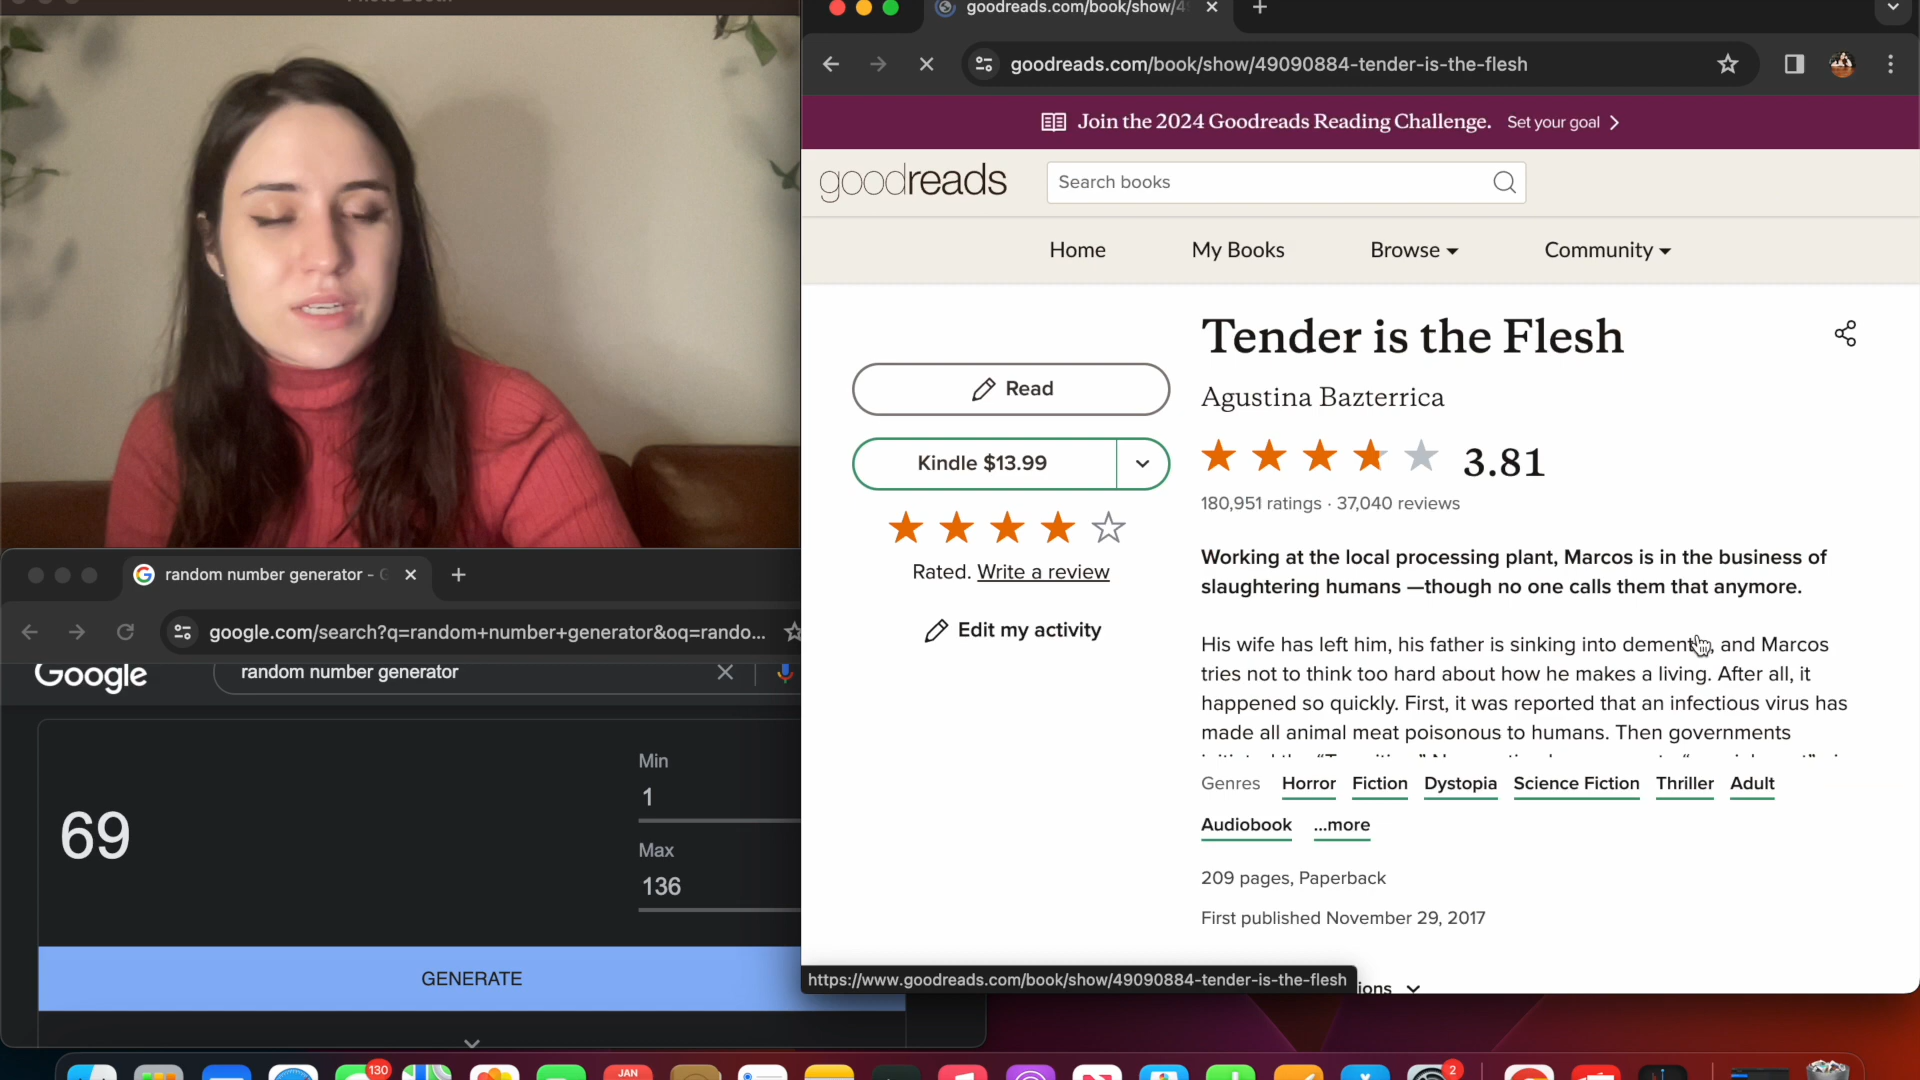 goodreads.com/book/show/49
goodreads.com/book/show/49090884-tender-is-the-flesh
Join the 2024 Goodreads Reading Challenge. Set your goal
goodreads
Search books
Home My Books Browse Community
Tender is the Flesh
Agustina Bazterrica
3.81
180,951 ratings · 37,040 reviews
Read
Kindle $13.99
Rated. Write a review
Edit my activity
Working at the local processing plant, Marcos is in the business of
slaughtering humans —though no one calls them that anymore.
His wife has left him, his father is sinking into dementia, and Marcos
tries not to think too hard about how he makes a living. After all, it
happened so quickly. First, it was reported that an infectious virus has
made all animal meat poisonous to humans. Then governments
Genres Horror Fiction Dystopia Science Fiction Thriller Adult
Audiobook ...more
209 pages, Paperback
First published November 29, 2017
https://www.goodreads.com/book/show/49090884-tender-is-the-flesh
random number generator -
google.com/search?q=random+number+generator&oq=rando...
Google
random number generator
69
Min
1
Max
136
GENERATE
130
JAN
2